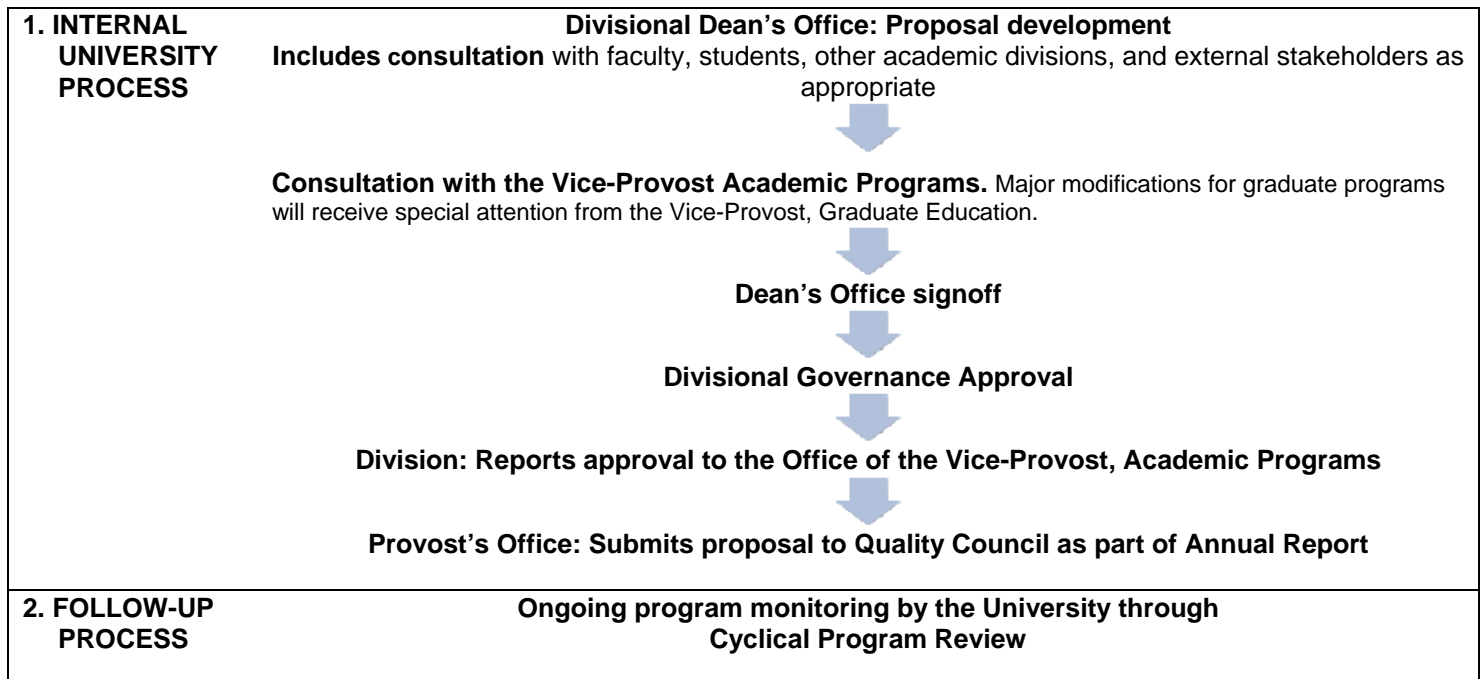 1. INTERNAL
UNIVERSITY
PROCESS
Divisional Dean’s Office: Proposal development
Includes consultation with faculty, students, other academic divisions, and external stakeholders as
appropriate
Consultation with the Vice-Provost Academic Programs. Major modifications for graduate programs
will receive special attention from the Vice-Provost, Graduate Education.
Dean’s Office signoff
Divisional Governance Approval
Division: Reports approval to the Office of the Vice-Provost, Academic Programs
Provost’s Office: Submits proposal to Quality Council as part of Annual Report
2. FOLLOW-UP
PROCESS
Ongoing program monitoring by the University through
Cyclical Program Review